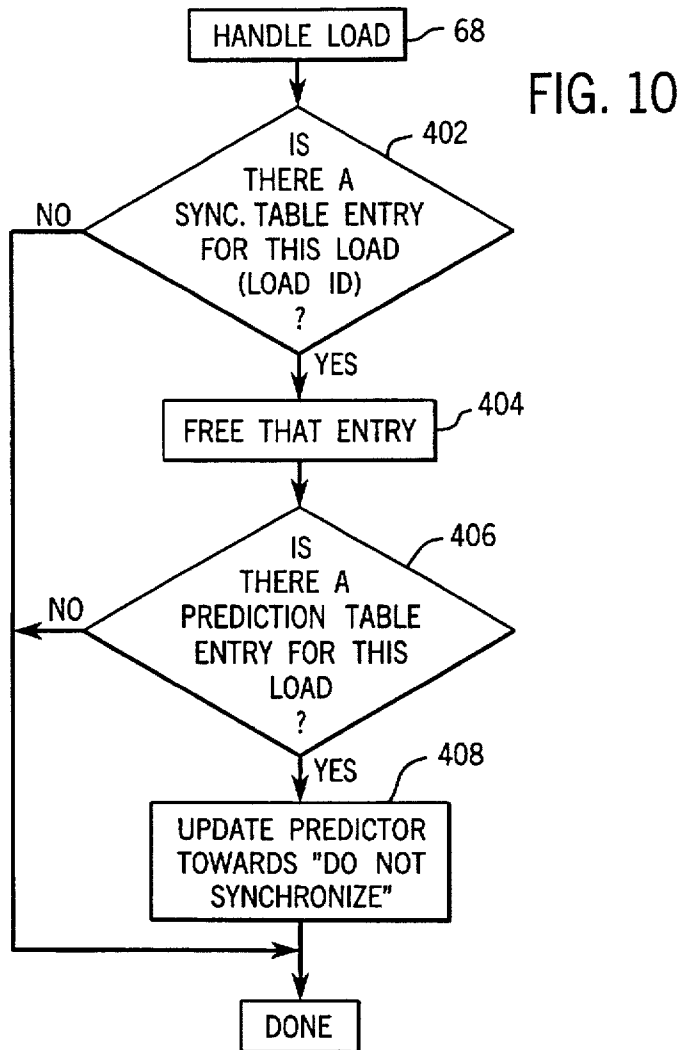 HANDLE LOAD
68
FIG. 10
402
IS
THERE A
SYNC. TABLE ENTRY
FOR THIS LOAD
(LOAD ID)
?
NO
YES
FREE THAT ENTRY
404
406
IS
THERE A
PREDICTION TABLE
ENTRY FOR THIS
LOAD
?
NO
YES
408
UPDATE PREDICTOR
TOWARDS "DO NOT
SYNCHRONIZE"
DONE